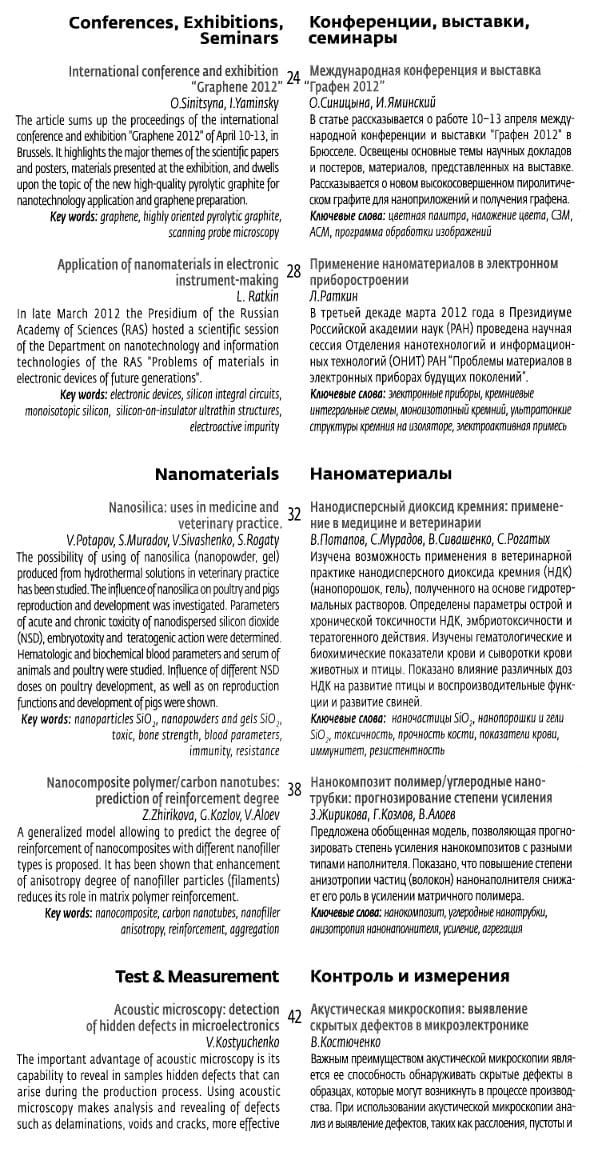 Conferences, Exhibitions,
Seminars
International conference and exhibition
"Graphene 2012"
O.Sinitsyna, I.Yaminsky
The article sums up the proceedings of the international
conference and exhibition "Graphene 2012" of April 10-13, in
Brussels. It highlights the major themes of the scientific papers
and posters, materials presented at the exhibition, and dwells
upon the topic of the new high-quality pyrolytic graphite for
nanotechnology application and graphene preparation.
Key words: graphene, highly oriented pyrolytic graphite,
scanning probe microscopy
24
Конференции, выставки,
семинары
Международная конференция и выставка
"Графен 2012"
О.Синицына, И.Яминский
В статье рассказывается о работе 10–13 апреля между-
народной конференции и выставки "Графен 2012" в
Брюсселе. Освещены основные темы научных докладов
и постеров, материалов, представленных на выставке.
Рассказывается о новом высокосовершенном пиролитиче-
ском графите для наноприложений и получения графена.
Ключевые слова: цветная палитра, наложение цвета, СЗМ,
АСМ, программа обработки изображений
Application of nanomaterials in electronic
instrument-making
L. Ratkin
In late March 2012 the Presidium of the Russian
Academy of Sciences (RAS) hosted a scientific session
of the Department on nanotechnology and information
technologies of the RAS "Problems of materials in
electronic devices of future generations".
Key words: electronic devices, silicon integral circuits,
monoisotopic silicon, silicon-on-insulator ultrathin structures,
electroactive impurity
28
Применение наноматериалов в электронном
приборостроении
Л.Раткин
В третьей декаде марта 2012 года в Президиуме
Российской академии наук (РАН) проведена научная
сессия Отделения нанотехнологий и информацион-
ных технологий (ОНИТ) РАН "Проблемы материалов в
электронных приборах будущих поколений".
Ключевые слова: электронные приборы, кремниевые
интегральные схемы, моноизотопный кремний, ультратонкие
структуры кремния на изоляторе, электроактивная примесь
Nanomaterials
Nanosilica: uses in medicine and
veterinary practice.
V.Potapov, S.Muradov, V.Sivashenko, S.Rogaty
The possibility of using of nanosilica (nanopowder, gel)
produced from hydrothermal solutions in veterinary practice
has been studied. The influence of nanosilica on poultry and pigs
reproduction and development was investigated. Parameters
of acute and chronic toxicity of nanodispersed silicon dioxide
(NSD), embryotoxity and teratogenic action were determined.
Hematologic and biochemical blood parameters and serum of
animals and poultry were studied. Influence of different NSD
doses on poultry development, as well as on reproduction
functions and development of pigs were shown.
Key words: nanoparticles SiO₂, nanopowders and gels SiO₂,
toxic, bone strength, blood parameters,
immunity, resistance
32
Наноматериалы
Нанодисперсный диоксид кремния: примене-
ние в медицине и ветеринарии
В.Потапов, С.Мурадов, В.Сивашенко, С.Рогатых
Изучена возможность применения в ветеринарной
практике нанодисперсного диоксида кремния (НДК)
(нанопорошок, гель), полученного на основе гидротер-
мальных растворов. Определены параметры острой и
хронической токсичности НДК, эмбриотоксичности и
тератогенного действия. Изучены гематологические и
биохимические показатели крови и сыворотки крови
животных и птицы. Показано влияние различных доз
НДК на развитие птицы и воспроизводительные функ-
ции и развитие свиней.
Ключевые слова: наночастицы SiO₂, нанопорошки и гели
SiO₂, токсичность, прочность кости, показатели крови,
иммунитет, резистентность
Nanocomposite polymer/carbon nanotubes:
prediction of reinforcement degree
Z.Zhirikova, G.Kozlov, V.Aloev
A generalized model allowing to predict the degree of
reinforcement of nanocomposites with different nanofiller
types is proposed. It has been shown that enhancement
of anisotropy degree of nanofiller particles (filaments)
reduces its role in matrix polymer reinforcement.
Key words: nanocomposite, carbon nanotubes, nanofiller
anisotropy, reinforcement, aggregation
38
Нанокомпозит полимер/углеродные нано-
трубки: прогнозирование степени усиления
З.Жирикова, Г.Козлов, В.Алоев
Предложена обобщенная модель, позволяющая прогно-
зировать степень усиления нанокомпозитов с разными
типами наполнителя. Показано, что повышение степени
анизотропии частиц (волокон) нанонаполнителя снижа-
ет его роль в усилении матричного полимера.
Ключевые слова: нанокомпозит, углеродные нанотрубки,
анизотропия нанонаполнителя, усиление, агрегация
Test & Measurement
Acoustic microscopy: detection
of hidden defects in microelectronics
V.Kostyuchenko
The important advantage of acoustic microscopy is its
capability to reveal in samples hidden defects that can
arise during the production process. Using acoustic
microscopy makes analysis and revealing of defects
such as delaminations, voids and cracks, more effective
42
Контроль и измерения
Акустическая микроскопия: выявление
скрытых дефектов в микроэлектронике
В.Костюченко
Важным преимуществом акустической микроскопии явля-
ется ее способность обнаруживать скрытые дефекты в
образцах, которые могут возникнуть в процессе производ-
ства. При использовании акустической микроскопии ана-
лиз и выявление дефектов, таких как расслоения, пустоты и